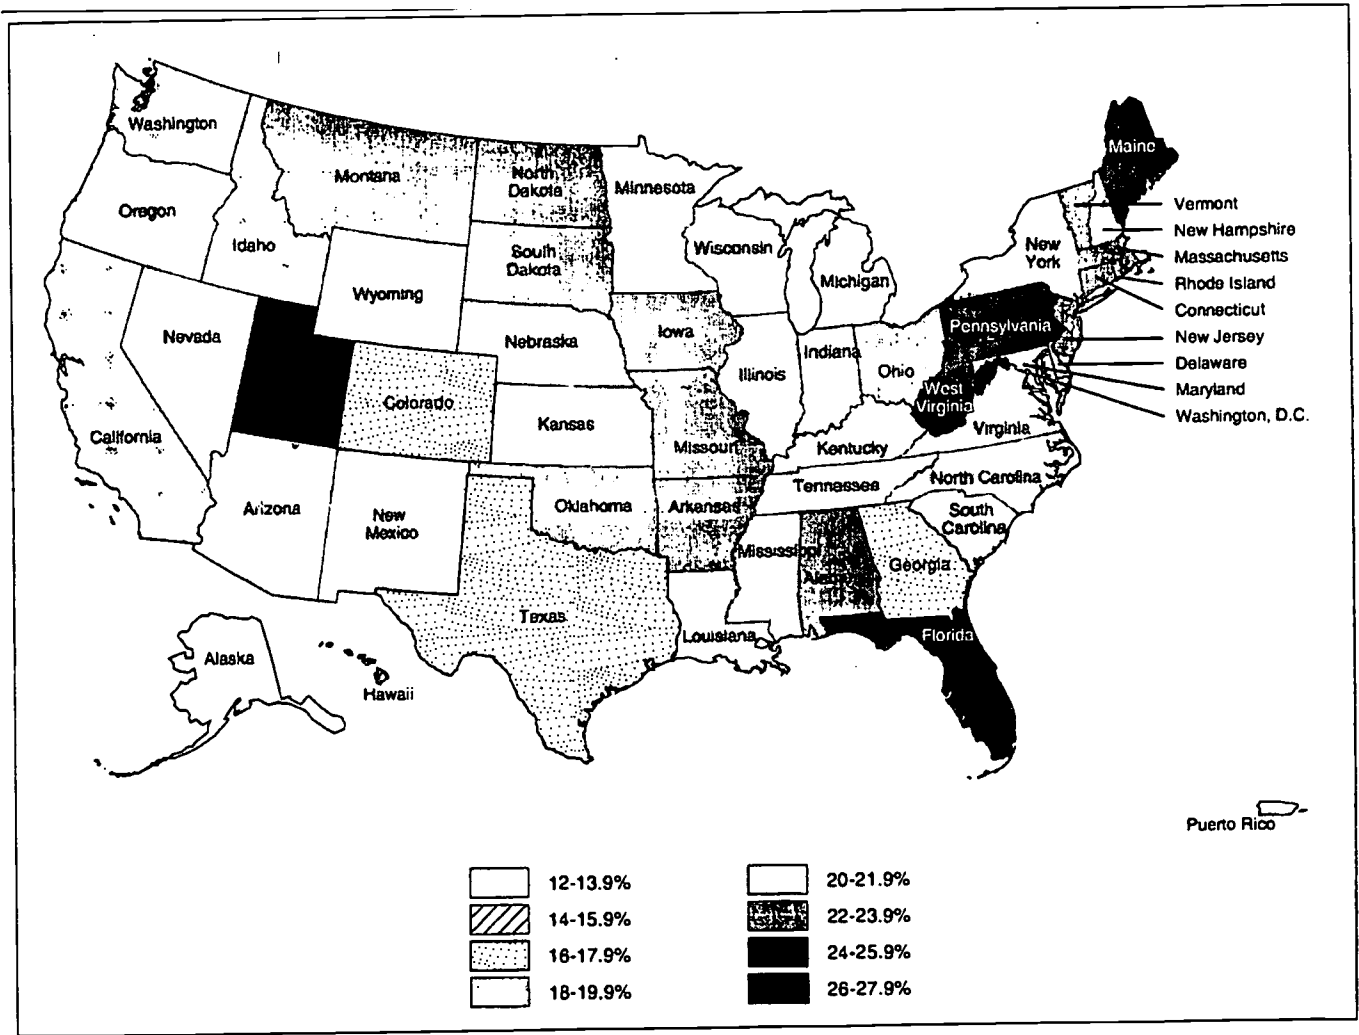 Washington
Montana
North
Dakota
Minnesota
Maine
Oregon
Idaho
South
Dakota
Wisconsin
Michigan
New
York
Vermont
New Hampshire
Massachusetts
Rhode Island
Connecticut
New Jersey
Delaware
Maryland
Washington, D.C.
Wyoming
Nevada
Nebraska
Iowa
Illinois
Indiana
Ohio
Pennsylvania
West
Virginia
Virginia
California
Colorado
Kansas
Missouri
Kentucky
Arizona
New
Mexico
Oklahoma
Arkansas
Tennessee
North Carolina
South
Carolina
Mississippi
Georgia
Texas
Louisiana
Florida
Alaska
Hawaii
Puerto Rico
12-13.9%
14-15.9%
16-17.9%
18-19.9%
20-21.9%
22-23.9%
24-25.9%
26-27.9%